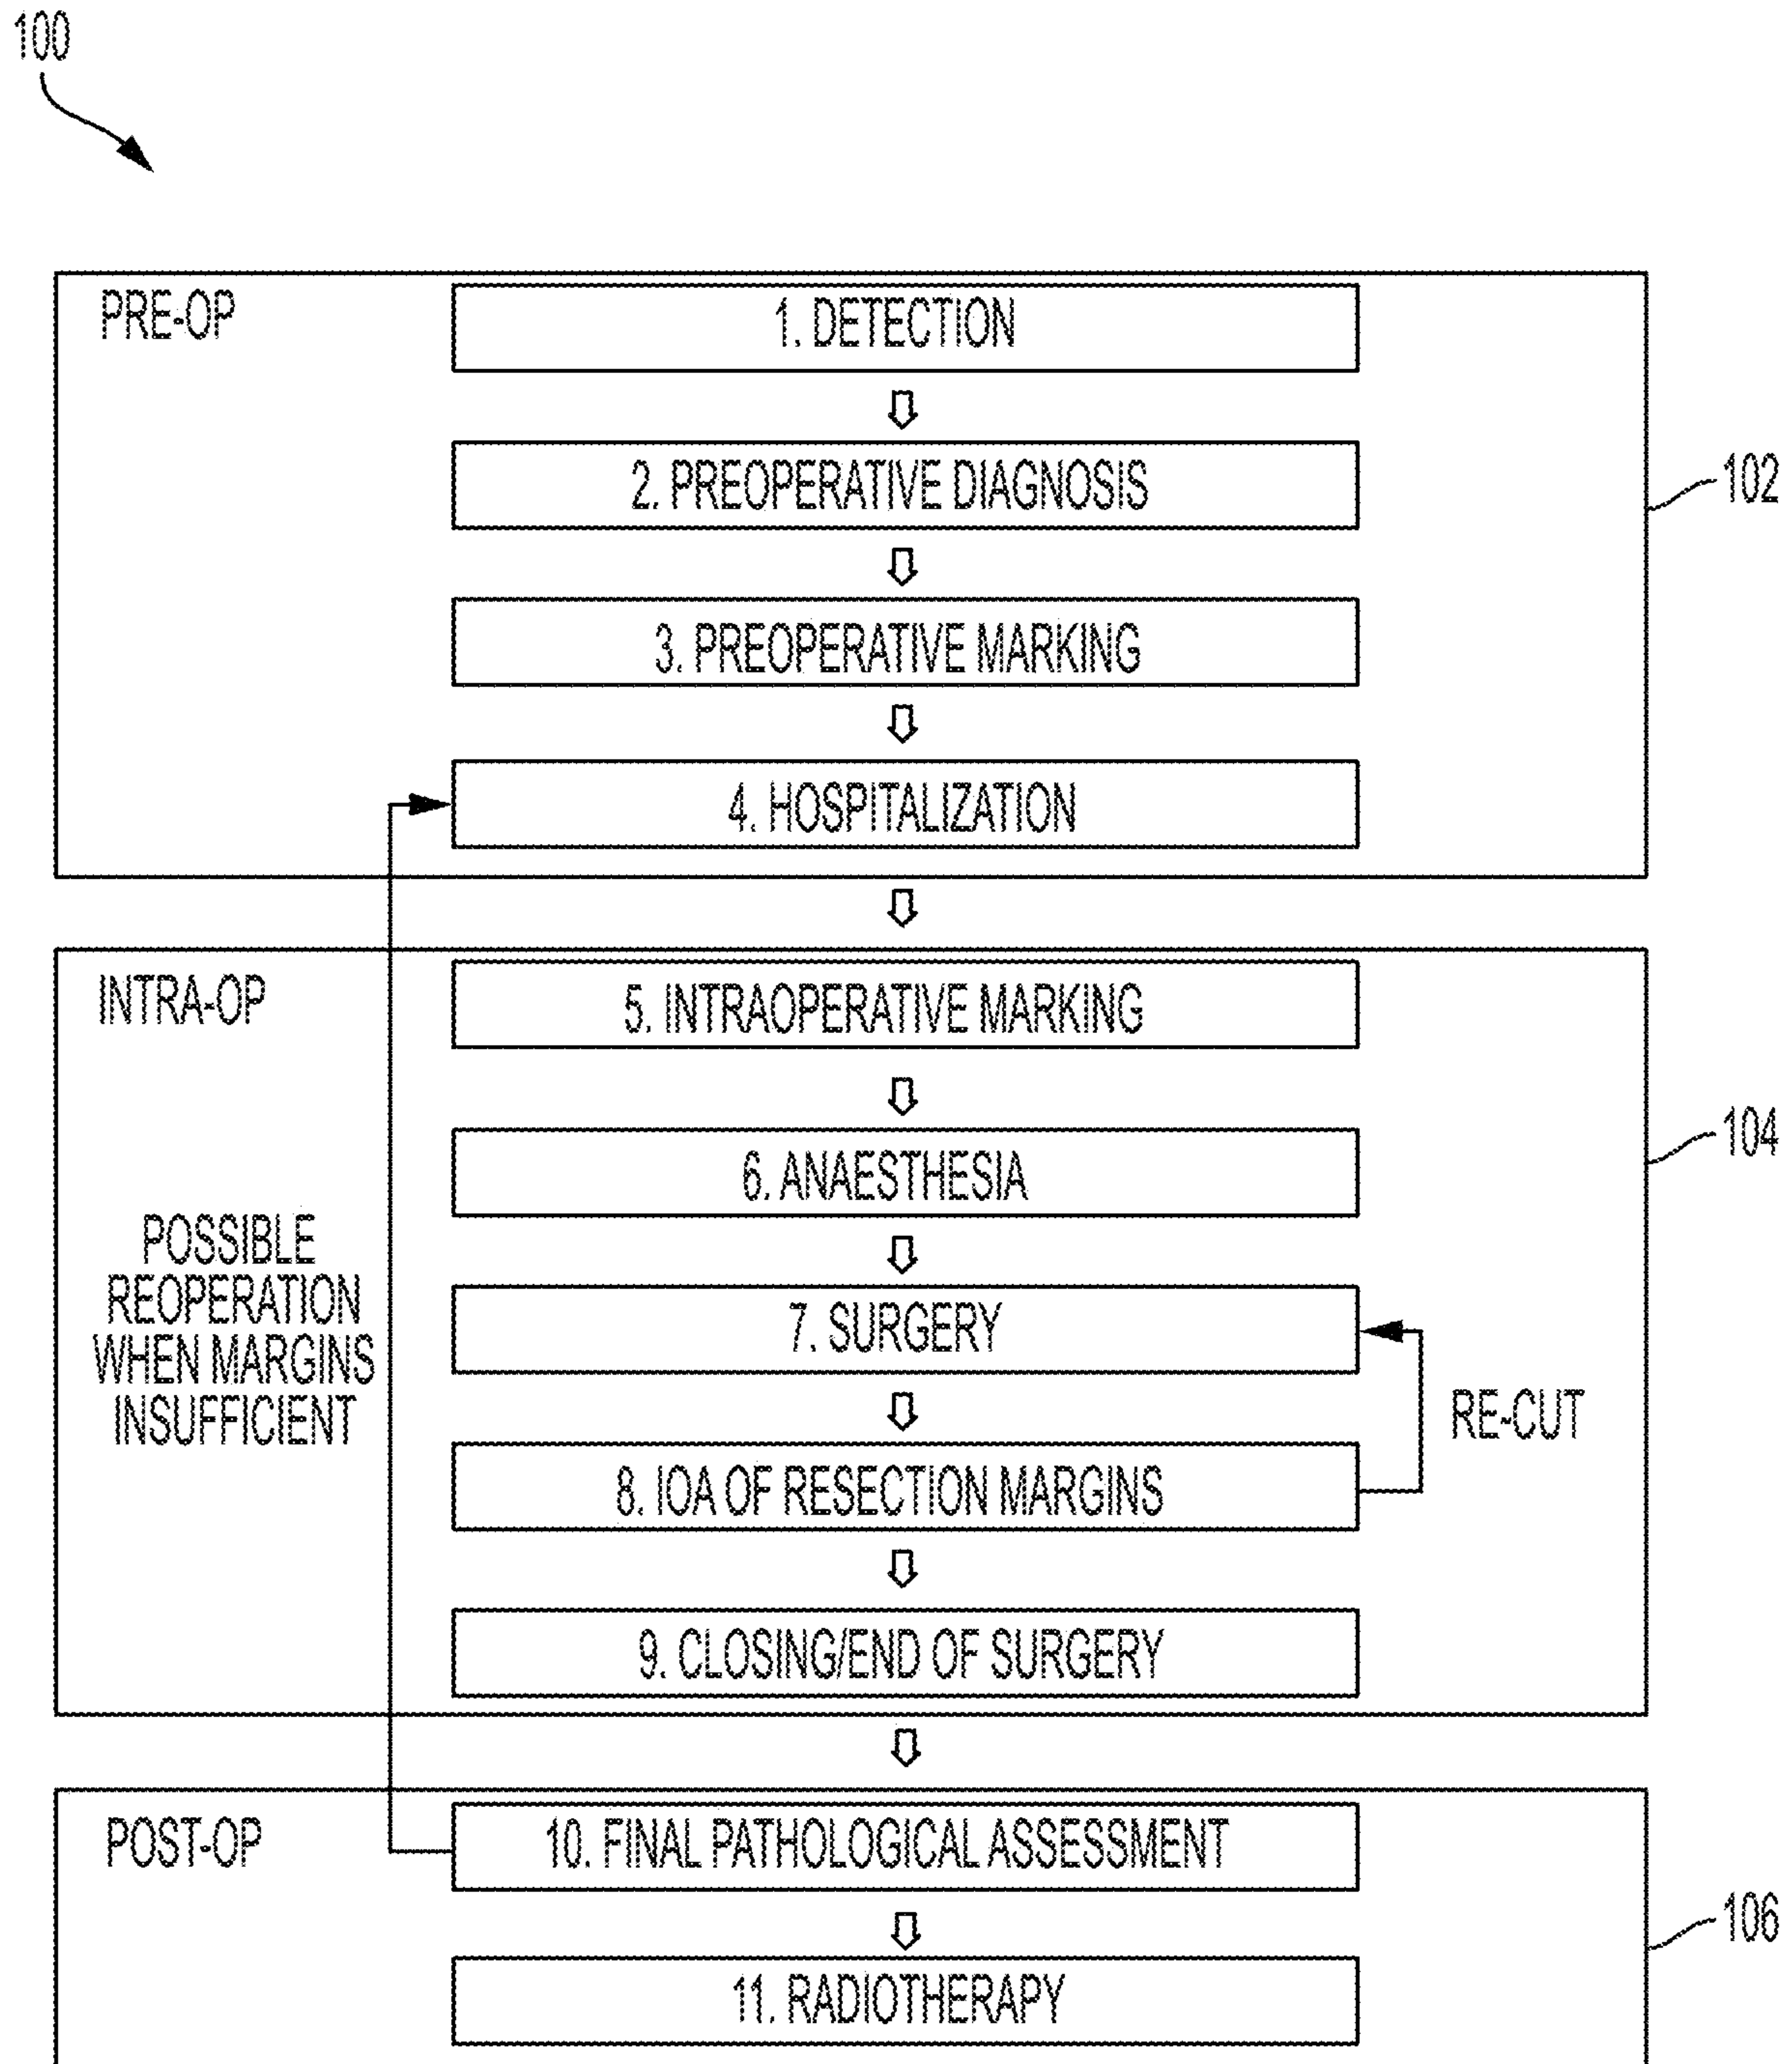 100
PRE-OP
1. DETECTION
2. PREOPERATIVE DIAGNOSIS
102
3. PREOPERATIVE MARKING
4. HOSPITALIZATION
INTRA-OP
5. INTRAOPERATIVE MARKING
104
6. ANAESTHESIA
POSSIBLE
REOPERATION
WHEN MARGINS
INSUFFICIENT
7. SURGERY
RE-CUT
8. IOA OF RESECTION MARGINS
9. CLOSING/END OF SURGERY
POST-OP
10. FINAL PATHOLOGICAL ASSESSMENT
106
11. RADIOTHERAPY